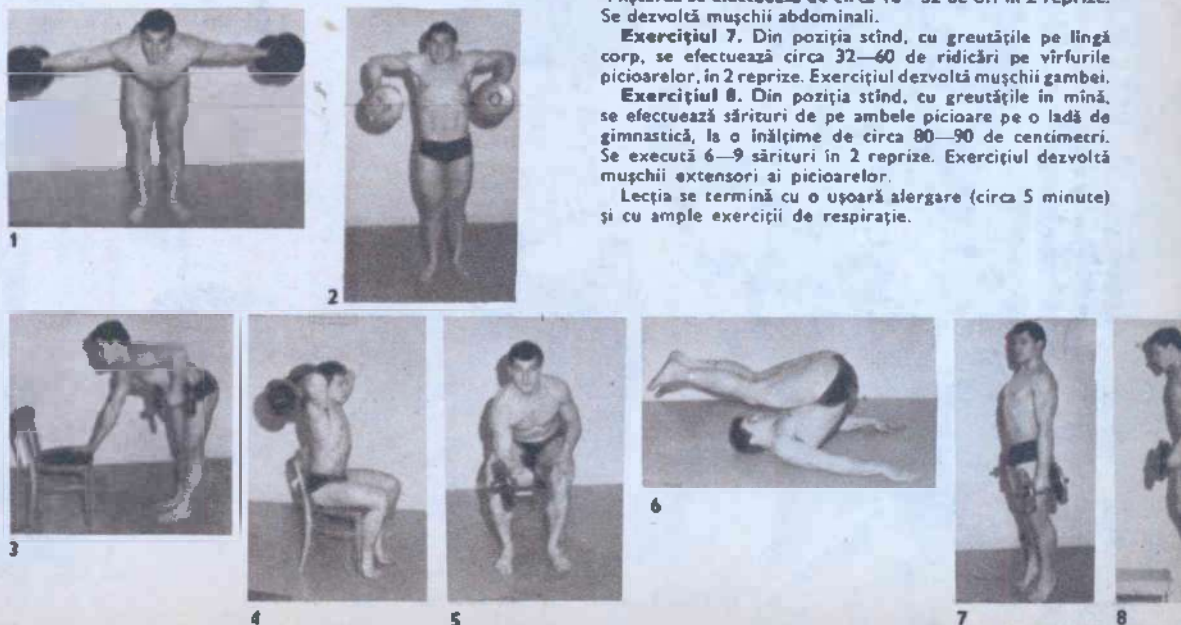 Se dezvoltă mușchii abdominali.
Exercițiul 7. Din poziția stînd, cu greutățile pe lîngă
corp, se efectuează circa 32—60 de ridicări pe vîrfurile
picioarelor, în 2 reprize. Exercițiul dezvoltă mușchii gambei.
Exercițiul 8. Din poziția stînd, cu greutățile în mînă,
se efectuează sărituri de pe ambele picioare pe o ladă de
gimnastică, la o înălțime de circa 80—90 de centimetri.
Se execută 6—9 sărituri în 2 reprize. Exercițiul dezvoltă
mușchii extensori ai picioarelor.
Lecția se termină cu o ușoară alergare (circa 5 minute)
și cu ample exerciții de respirație.
1
2
3
4
5
6
7
8